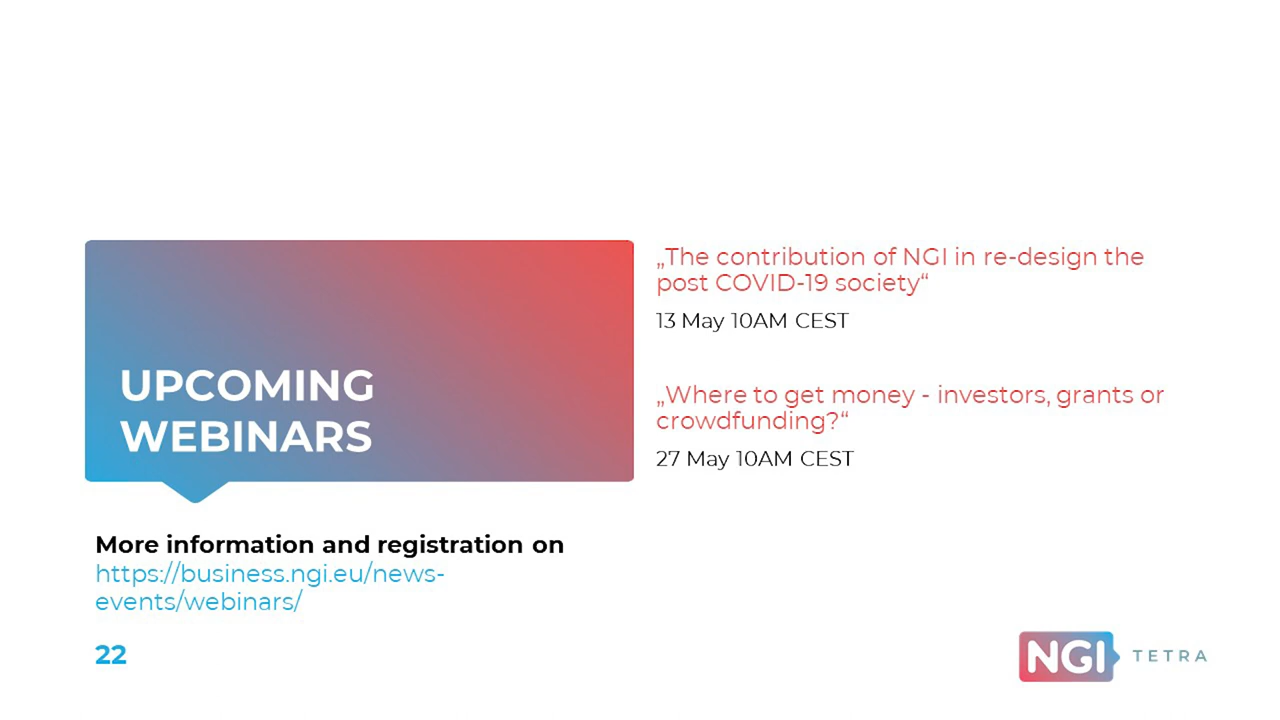 UPCOMING
WEBINARS
„The contribution of NGI in re-design the
post COVID-19 society“
13 May 10AM CEST
„Where to get money - investors, grants or
crowdfunding?“
27 May 10AM CEST
More information and registration on
https://business.ngi.eu/news-
events/webinars/
22
NGI TETRA